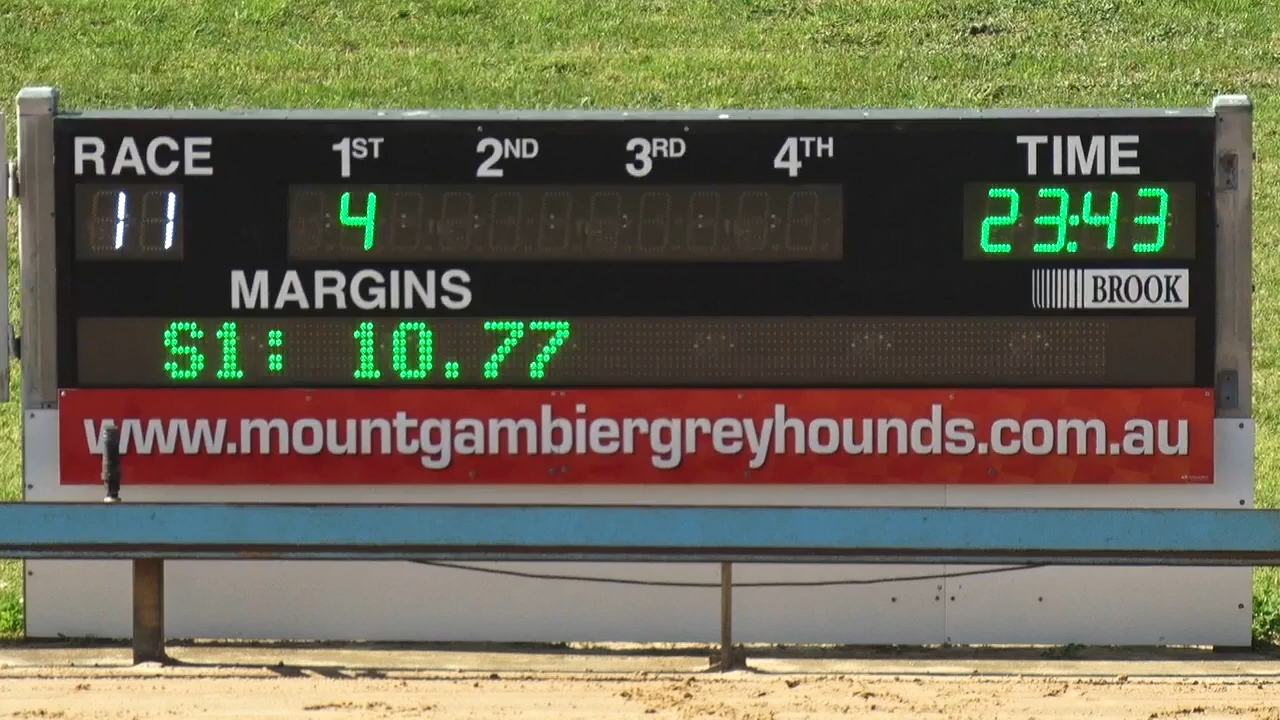 RACE 1ST 2ND 3RD 4TH TIME
11 4 23:43
MARGINS BROOK
S1: 10.77
www.mountgambiergreyhounds.com.au